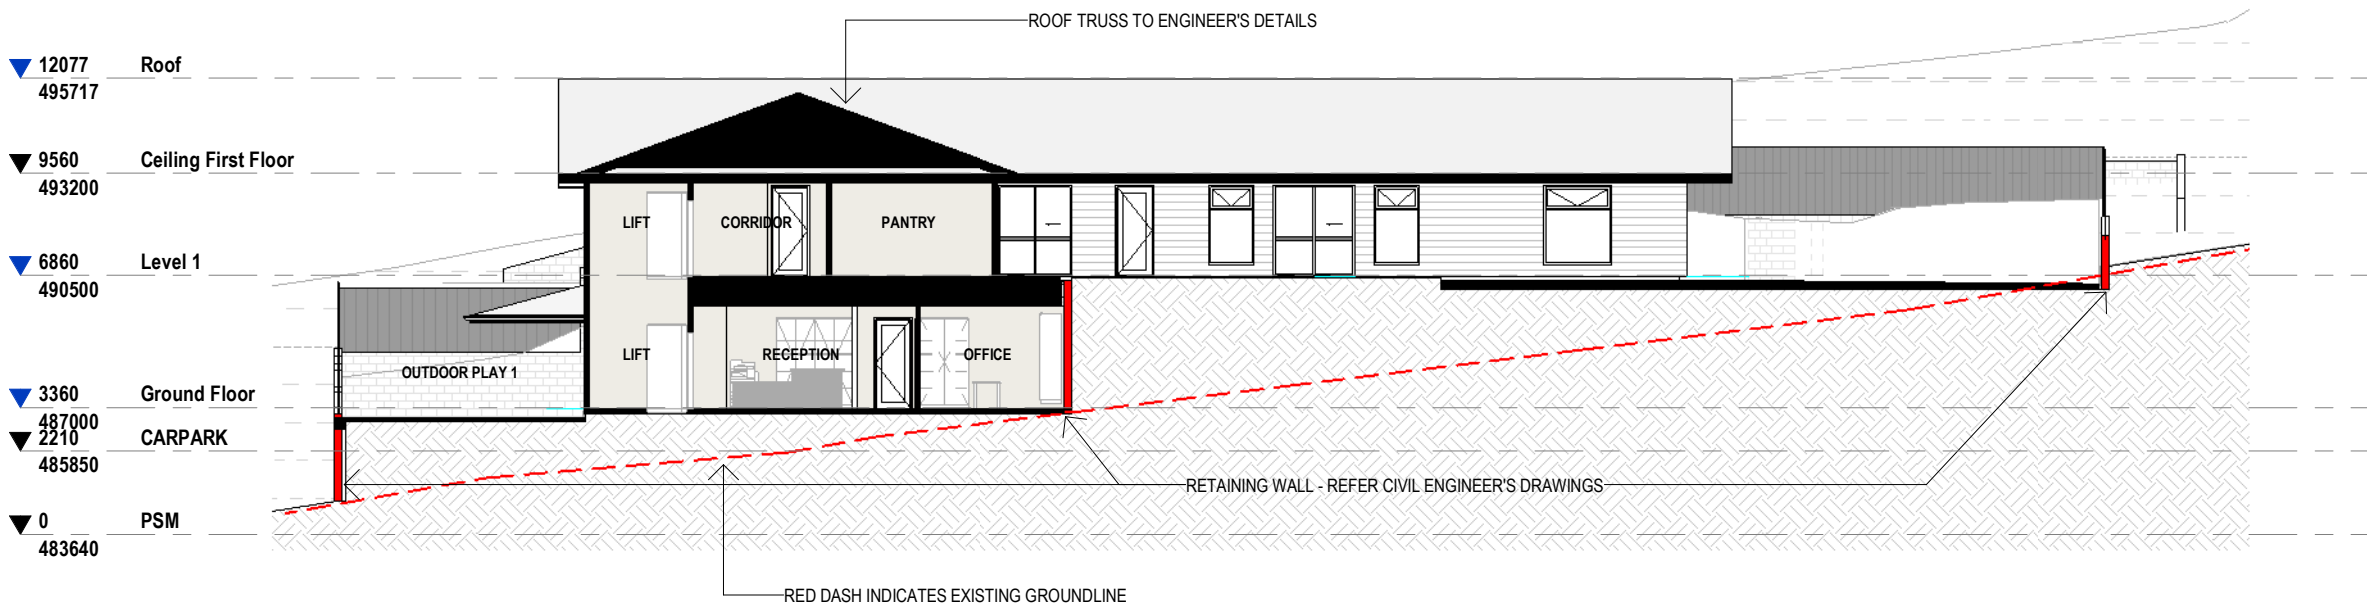 ROOF TRUSS TO ENGINEER'S DETAILS
12077 Roof
495717
9560 Ceiling First Floor
493200
LIFT CORRIDOR PANTRY
6860 Level 1
490500
LIFT RECEPTION OFFICE
OUTDOOR PLAY 1
3360 Ground Floor
487000
2210 CARPARK
485850
RETAINING WALL - REFER CIVIL ENGINEER'S DRAWINGS
0 PSM
483640
RED DASH INDICATES EXISTING GROUNDLINE